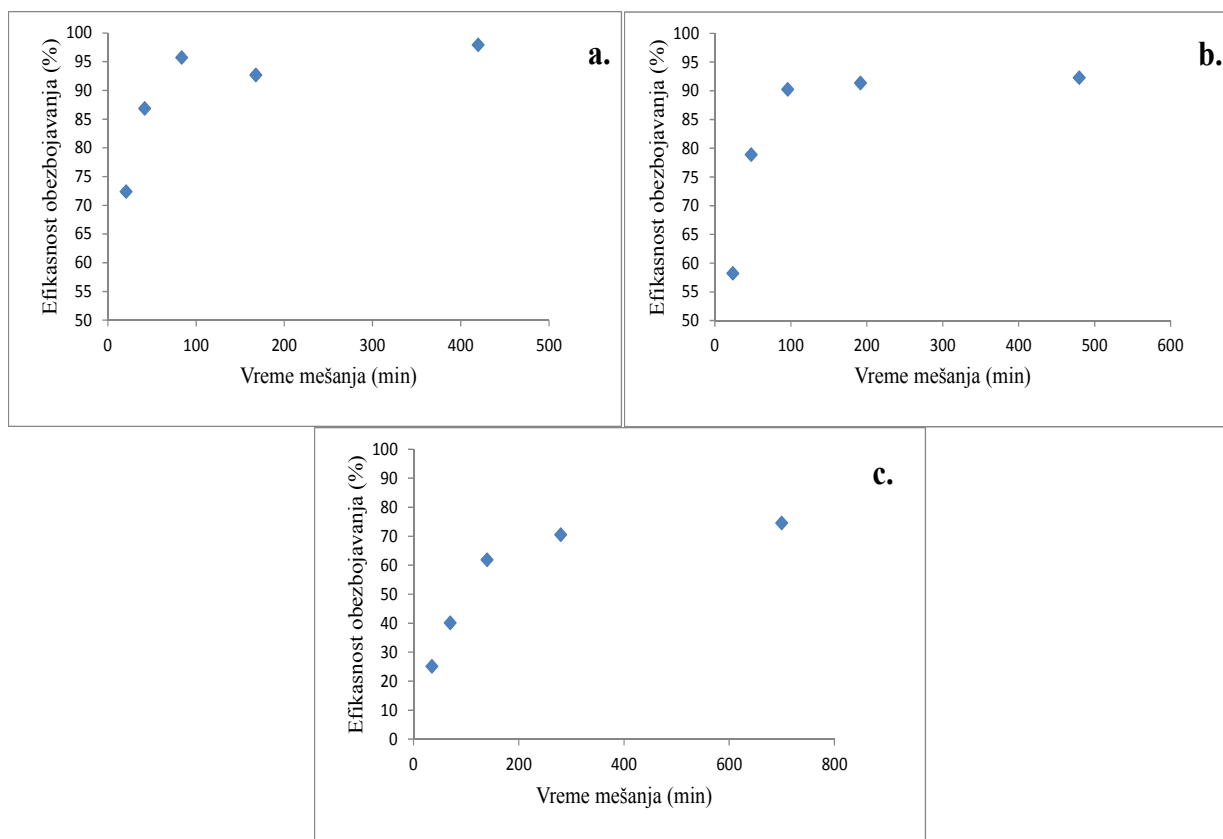 a.
Efikasnost obezbojavanja (%)
100
95
90
85
80
75
70
65
60
55
50
0 100 200 300 400 500
Vreme mešanja (min)
b.
Efikasnost obezbojavanja (%)
100
95
90
85
80
75
70
65
60
55
50
0 100 200 300 400 500 600
Vreme mešanja (min)
c.
Efikasnost obezbojavanja (%)
100
90
80
70
60
50
40
30
20
10
0
0 200 400 600 800
Vreme mešanja (min)